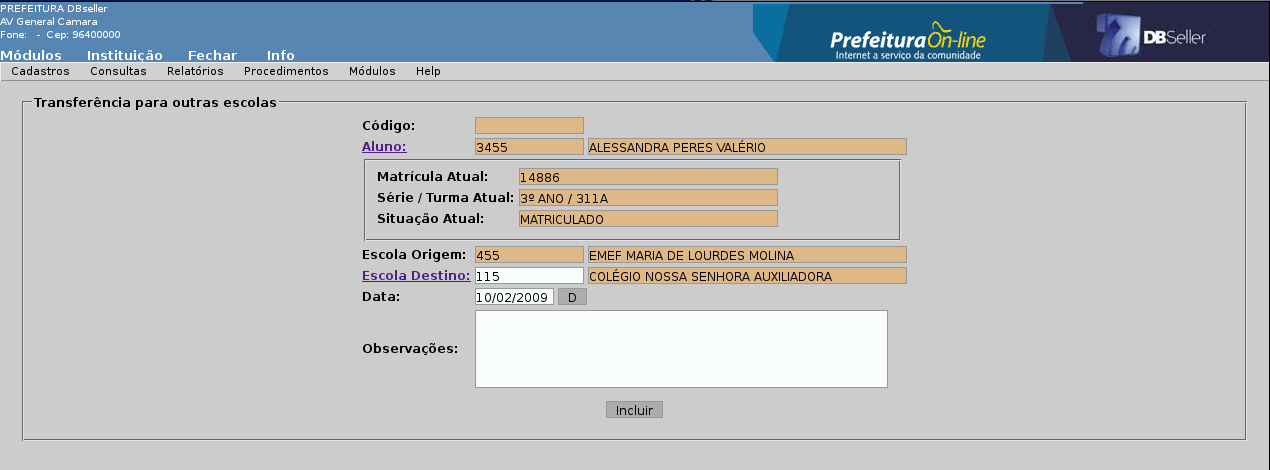 PREFEITURA DBseller
AV General Camara
Fone: - Cep: 96400000
Prefeitura On-line
Internet a serviço da comunidade
DBSeller
Módulos Instituição Fechar Info
Cadastros Consultas Relatórios Procedimentos Módulos Help
Transferência para outras escolas
Código:
Aluno: 3455 ALESSANDRA PERES VALÉRIO
Matrícula Atual: 14886
Série / Turma Atual: 3º ANO / 311A
Situação Atual: MATRICULADO
Escola Origem: 455 EMEF MARIA DE LOURDES MOLINA
Escola Destino: 115 COLÉGIO NOSSA SENHORA AUXILIADORA
Data: 10/02/2009 D
Observações:
Incluir